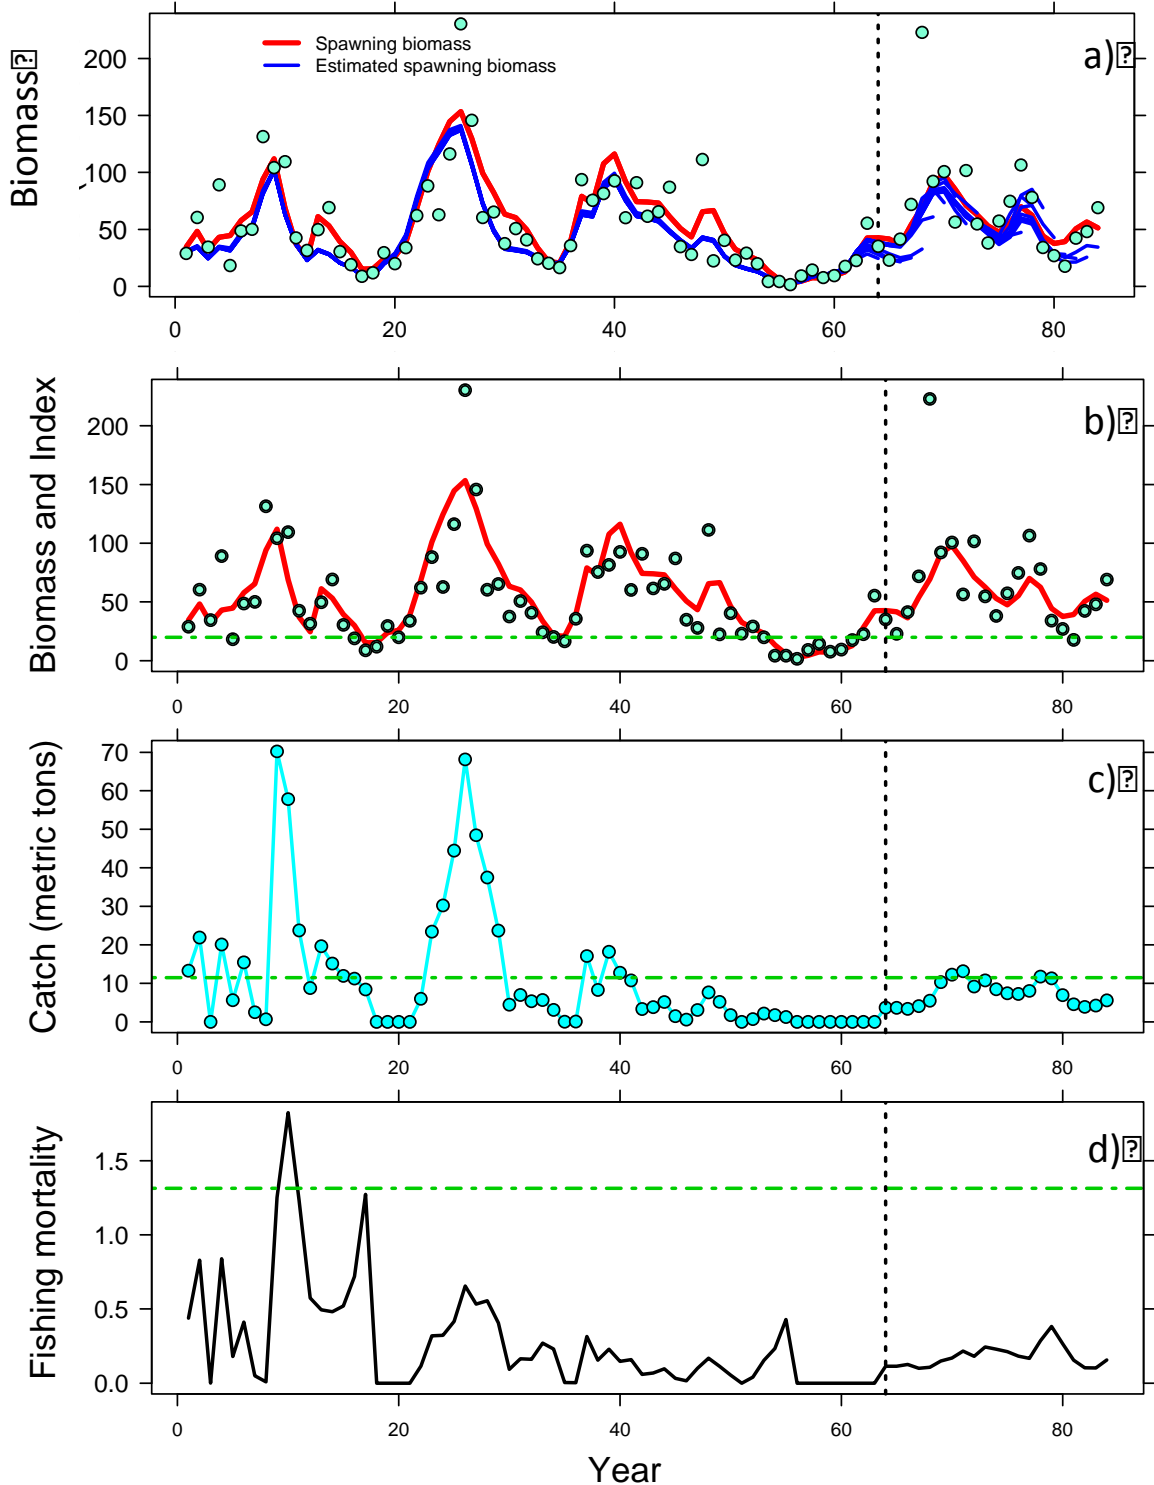 Biomass
200
150
100
50
0
Spawning biomass
Estimated spawning biomass
a)
0 20 40 60 80
Biomass and Index
200
150
100
50
0
b)
0 20 40 60 80
Catch (metric tons)
70
60
50
40
30
20
10
0
c)
0 20 40 60 80
Fishing mortality
1.5
1.0
0.5
0.0
d)
0 20 40 60 80
Year